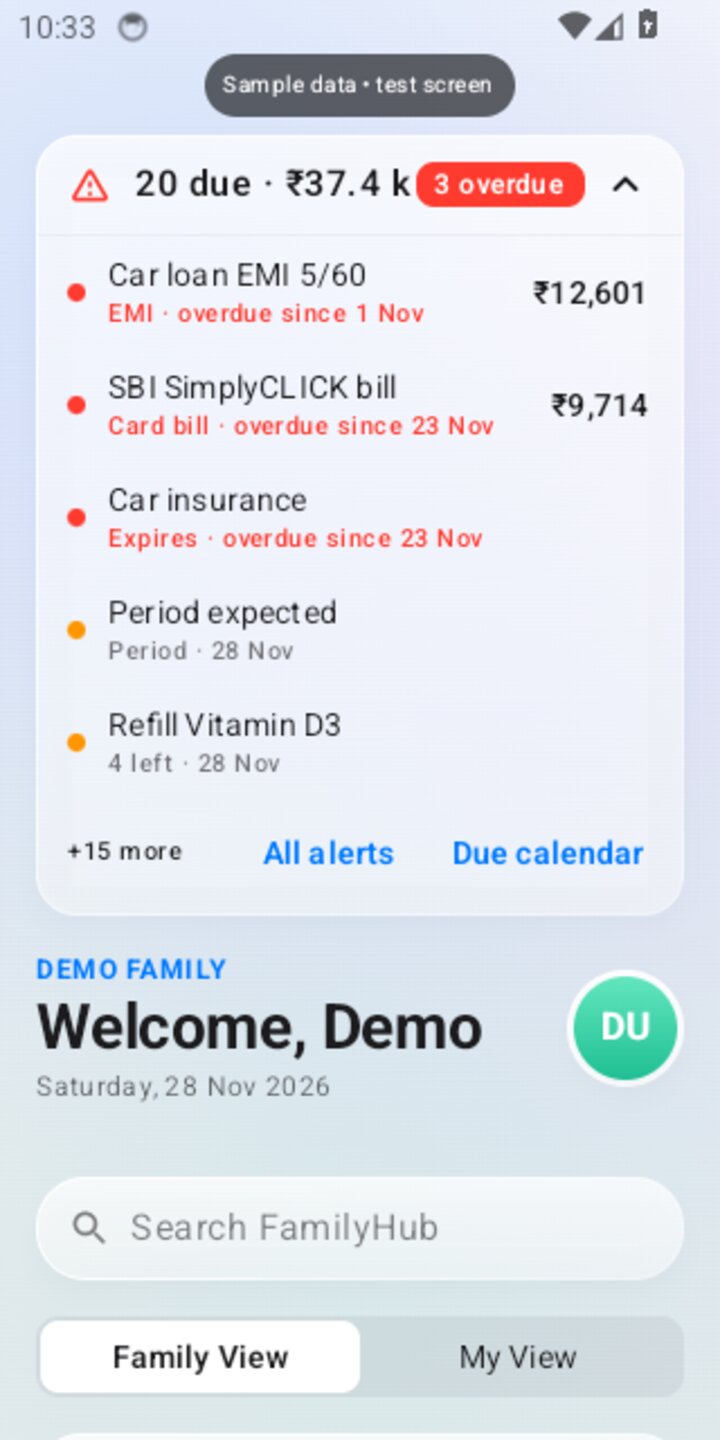 10:33
Sample data • test screen
20 due · ₹37.4 k 3 overdue
Car loan EMI 5/60
₹12,601
EMI · overdue since 1 Nov
SBI SimplyCLICK bill
₹9,714
Card bill · overdue since 23 Nov
Car insurance
Expires · overdue since 23 Nov
Period expected
Period · 28 Nov
Refill Vitamin D3
4 left · 28 Nov
+15 more All alerts Due calendar
DEMO FAMILY
Welcome, Demo
DU
Saturday, 28 Nov 2026
Search FamilyHub
Family View My View